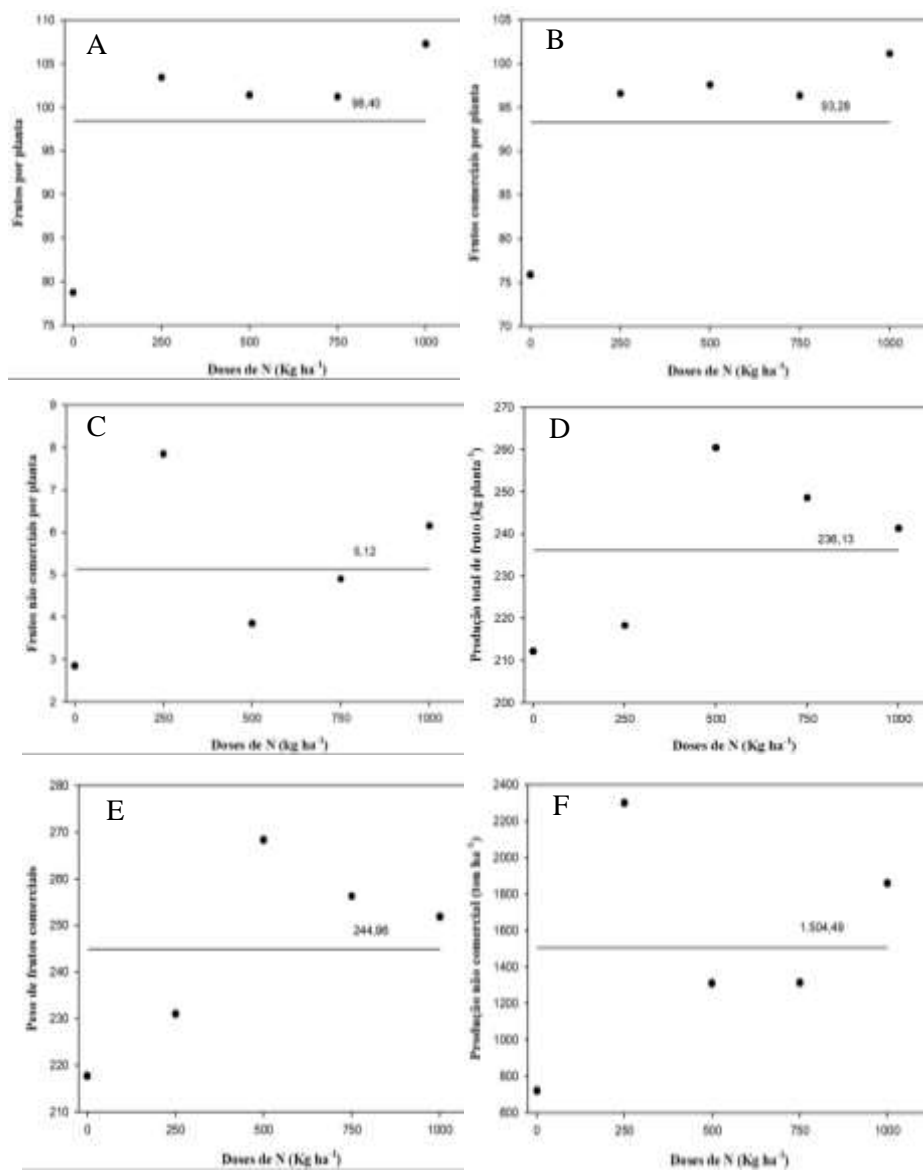 A
Frutos por planta
110
105
100
95
90
85
80
75
98,40
0 250 500 750 1000
Doses de N (Kg ha-1)
B
Frutos comerciais por planta
105
100
95
90
85
80
75
70
93,28
0 250 500 750 1000
Doses de N (Kg ha-1)
C
Frutos não comerciais por planta
9
8
7
6
5
4
3
2
5,12
0 250 500 750 1000
Doses de N (kg ha-1)
D
Produção total de fruto (kg planta-1)
270
260
250
240
230
220
210
200
236,13
0 250 500 750 1000
Doses de N (Kg ha-1)
E
Peso de frutos comerciais
280
270
260
250
240
230
220
210
244,96
0 250 500 750 1000
Doses de N (Kg ha-1)
F
Produção não comercial (ton ha-1)
2400
2200
2000
1800
1600
1400
1200
1000
800
600
1.504,49
0 250 500 750 1000
Doses de N (Kg ha-1)